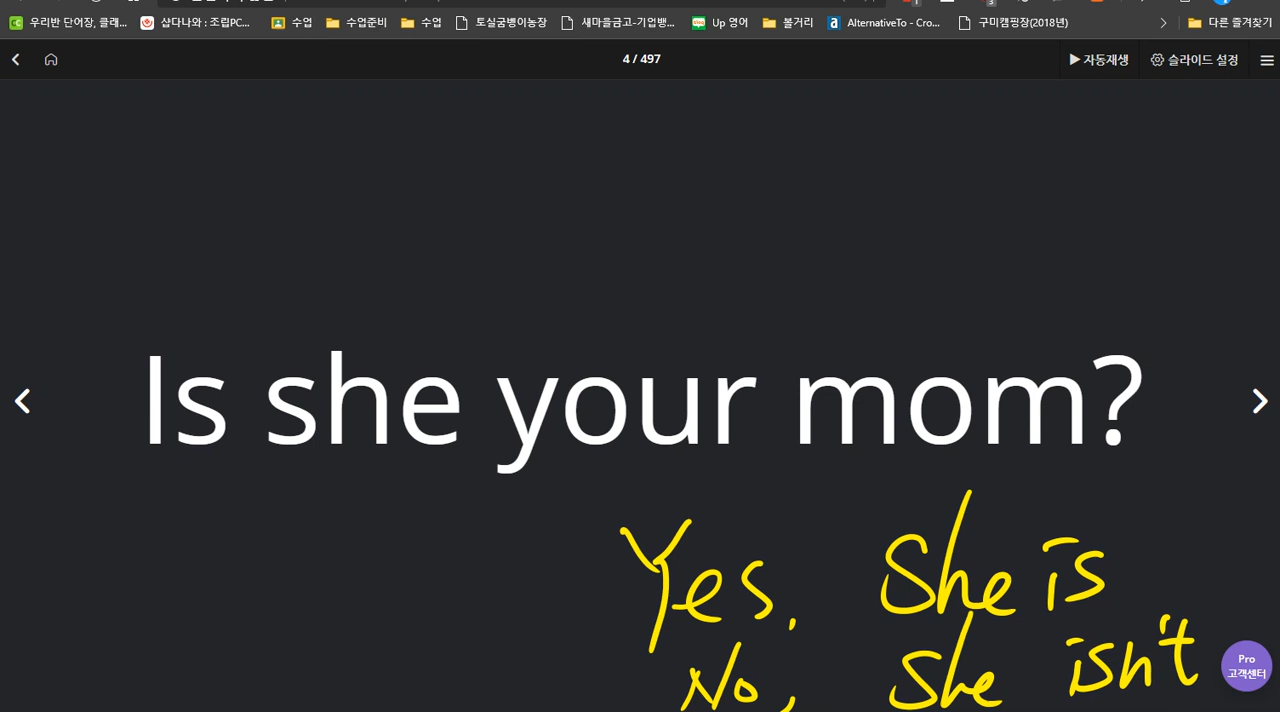 우리반 단어장, 클래... 샵다나와 : 조립PC... 수업 수업준비 수업 토실굼벵이농장 새마을금고-기업뱅... Up 영어 볼거리 AlternativeTo - Cro... 구미캠핑장(2018년) 다른 즐겨찾기
4 / 497 자동재생 슬라이드 설정
Is she your mom?
Yes, She is
No, She isn't
Pro
고객센터